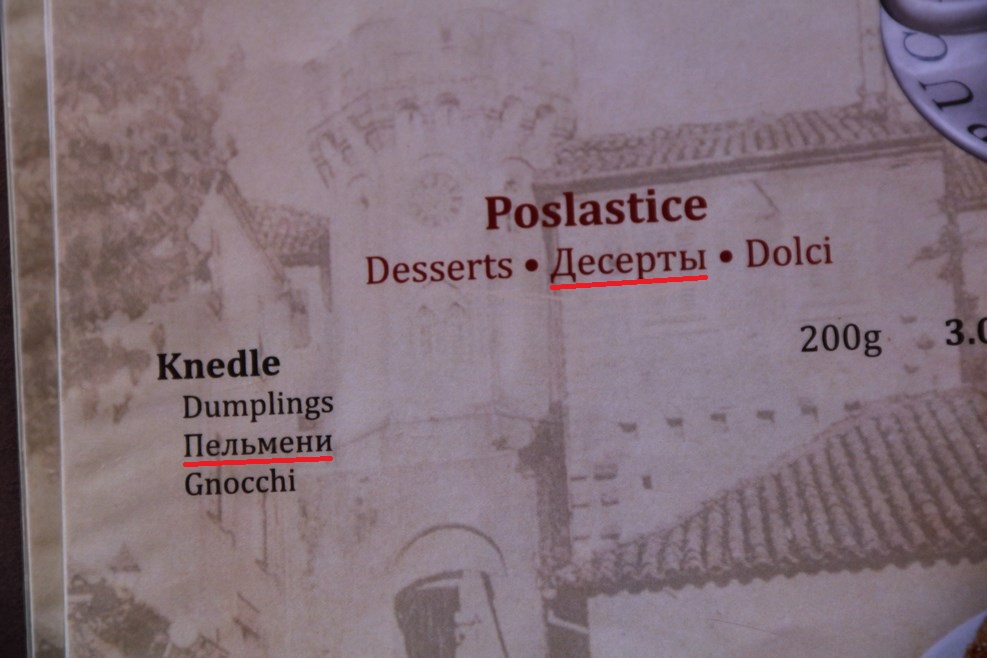 Poslastice
Desserts • Десерты • Dolci
Knedle 200g
Dumplings
Пельмени
Gnocchi